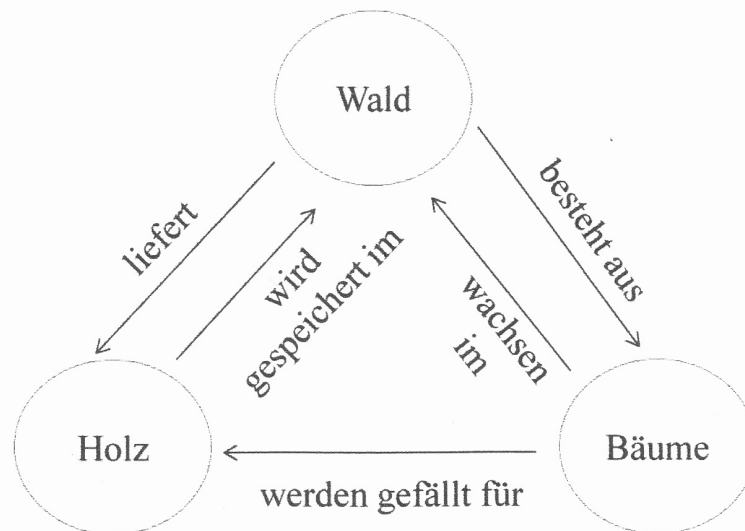 Wald
liefert
wird
gespeichert im
wachsen
im
besteht aus
Holz
Bäume
werden gefällt für